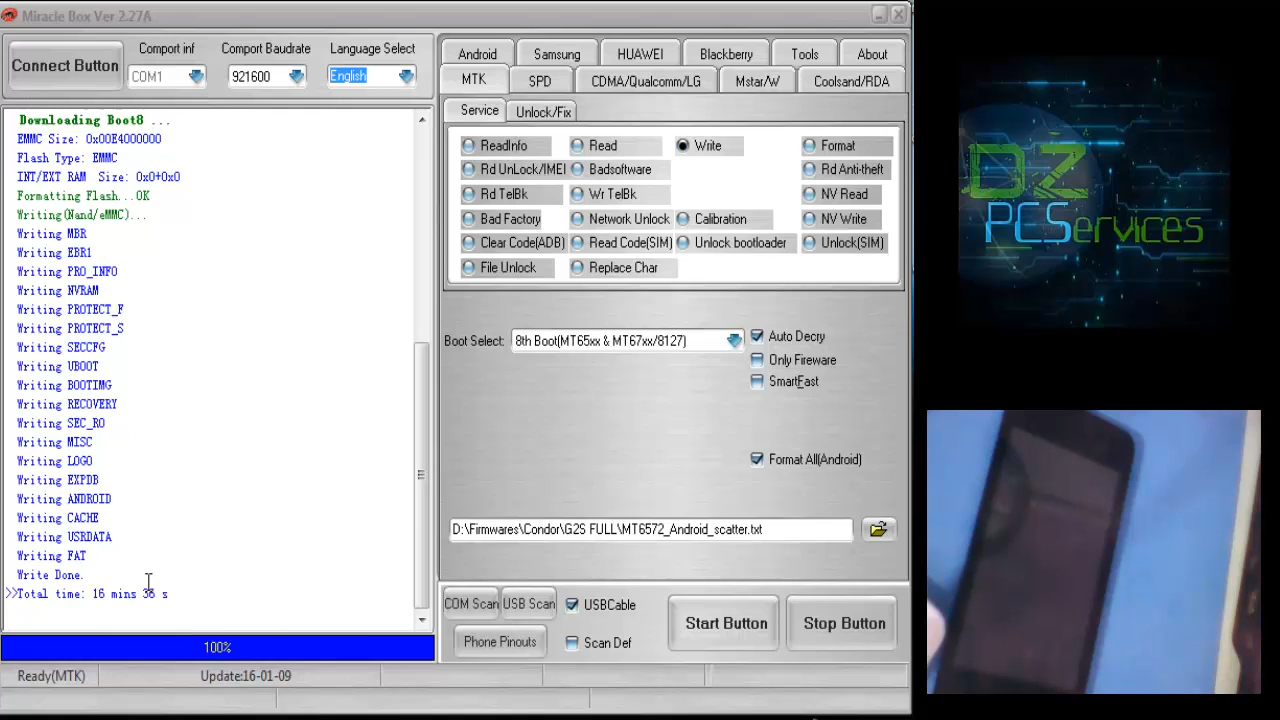 Miracle Box Ver 2.27A
Connect Button
Comport inf
Comport Baudrate
Language Select
COM1
921600
English
Downloading Boot8 ...
EMMC Size: 0x00E4000000
Flash Type: EMMC
INT/EXT RAM Size: 0x0+0x0
Formatting Flash...OK
Writing(Nand/eMMC)...
Writing MBR
Writing EBR1
Writing PRO_INFO
Writing NVRAM
Writing PROTECT_F
Writing PROTECT_S
Writing SECCFG
Writing UBOOT
Writing BOOTIMG
Writing RECOVERY
Writing SEC_RO
Writing MISC
Writing LOGO
Writing EXPDB
Writing ANDROID
Writing CACHE
Writing USRDATA
Writing FAT
Write Done.
>>Total time: 16 mins 36 s
100%
Ready(MTK)
Update:16-01-09
Android
Samsung
HUAWEI
Blackberry
Tools
About
MTK
SPD
CDMA/Qualcomm/LG
Mstar/W
Coolsand/RDA
Service
Unlock/Fix
ReadInfo
Read
Write
Format
Rd UnLock/IMEI
Badsoftware
Rd Anti-theft
Rd TelBk
Wr TelBk
NV Read
Bad Factory
Network Unlock
Calibration
NV Write
Clear Code(ADB)
Read Code(SIM)
Unlock bootloader
Unlock(SIM)
File Unlock
Replace Char
Boot Select:
8th Boot(MT65xx & MT67xx/8127)
Auto Decry
Only Fireware
SmartFast
Format All(Android)
D:\Firmwares\Condor\G2S FULL\MT6572_Android_scatter.txt
COM Scan
USB Scan
USBCable
Start Button
Stop Button
Phone Pinouts
Scan Def
DZ
PCServices